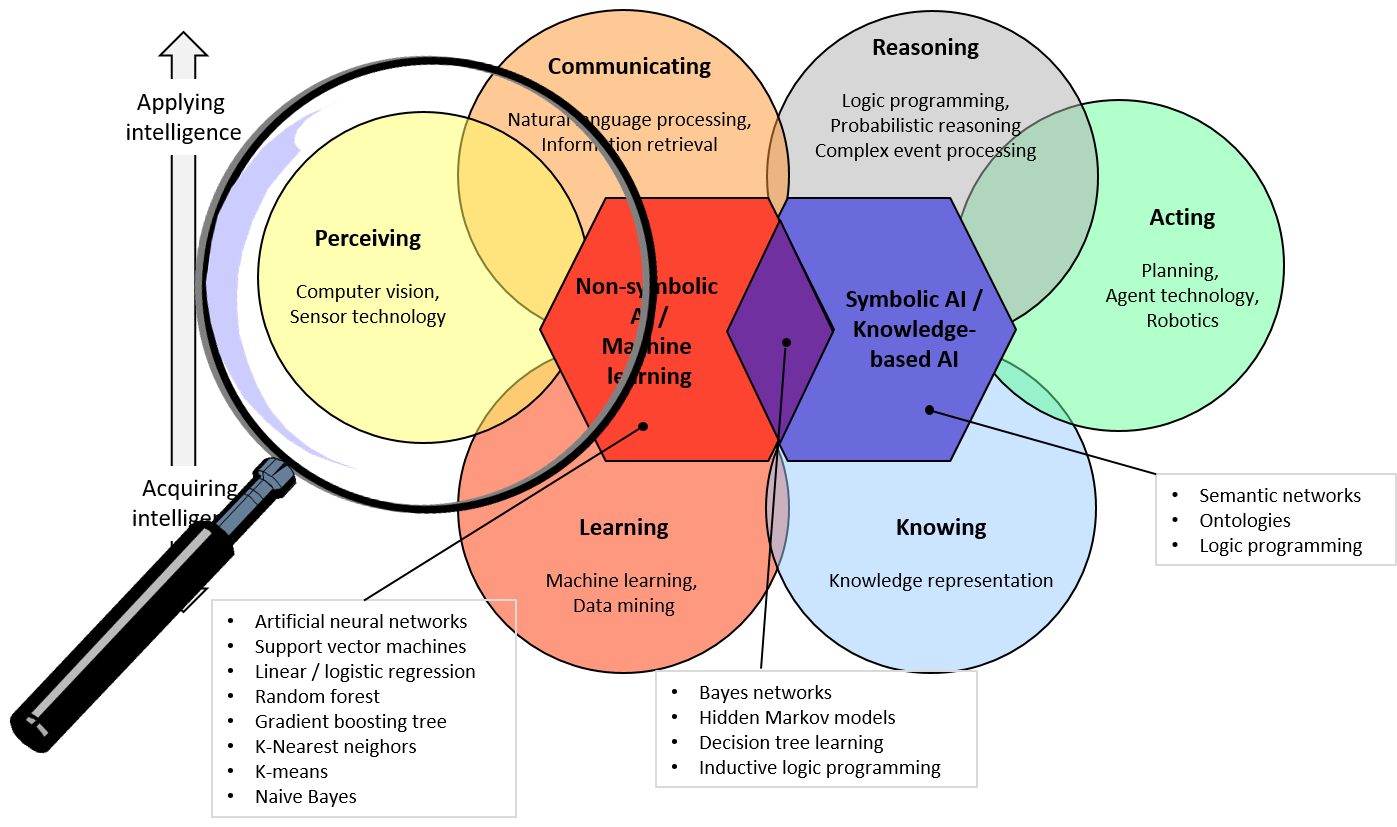 Applying
intelligence
Communicating
Natural language processing,
Information retrieval
Reasoning
Logic programming,
Probabilistic reasoning
Complex event processing
Perceiving
Computer vision,
Sensor technology
Acting
Planning,
Agent technology,
Robotics
Non-symbolic
AI /
Machine
learning
Symbolic AI /
Knowledge-
based AI
Acquiring
intelligence
Learning
Machine learning,
Data mining
Knowing
Knowledge representation
• Semantic networks
• Ontologies
• Logic programming
• Artificial neural networks
• Support vector machines
• Linear / logistic regression
• Random forest
• Gradient boosting tree
• K-Nearest neighors
• K-means
• Naive Bayes
• Bayes networks
• Hidden Markov models
• Decision tree learning
• Inductive logic programming